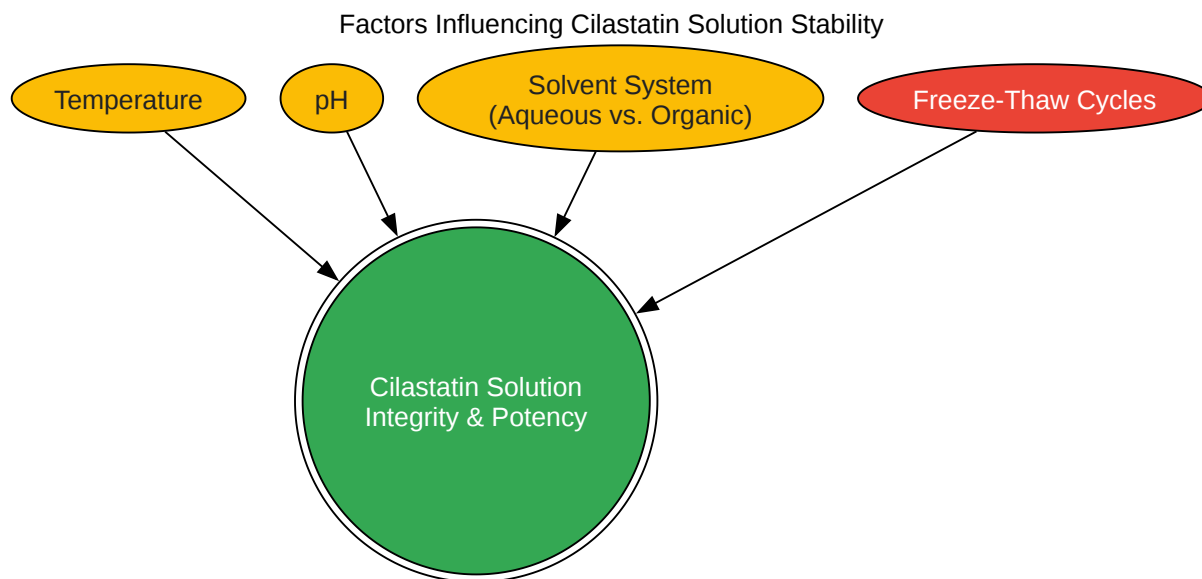 Factors Influencing Cilastatin Solution Stability
Temperature
pH
Solvent System
(Aqueous vs. Organic)
Freeze-Thaw Cycles
Cilastatin Solution
Integrity & Potency